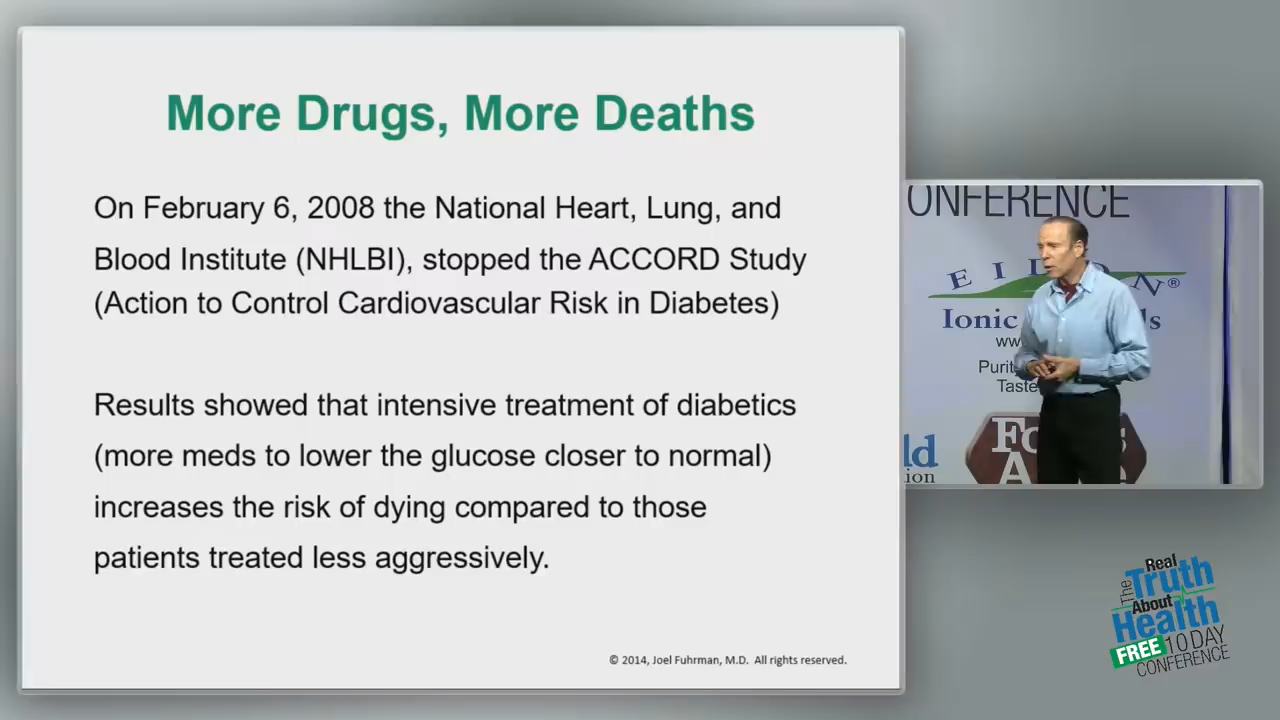 More Drugs, More Deaths
On February 6, 2008 the National Heart, Lung, and
Blood Institute (NHLBI), stopped the ACCORD Study
(Action to Control Cardiovascular Risk in Diabetes)
Results showed that intensive treatment of diabetics
(more meds to lower the glucose closer to normal)
increases the risk of dying compared to those
patients treated less aggressively.
© 2014, Joel Fuhrman, M.D. All rights reserved.
ONFERENCE
Ionic
The Real
Truth
About
Health
FREE 10 DAY
CONFERENCE